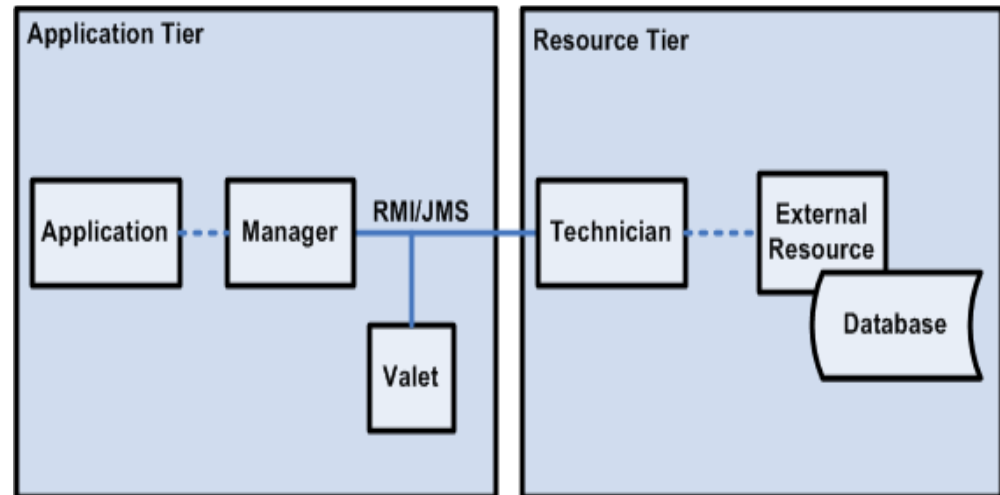 Application Tier
Resource Tier
Application
Manager
RMI/JMS
Technician
External
Resource
Database
Valet